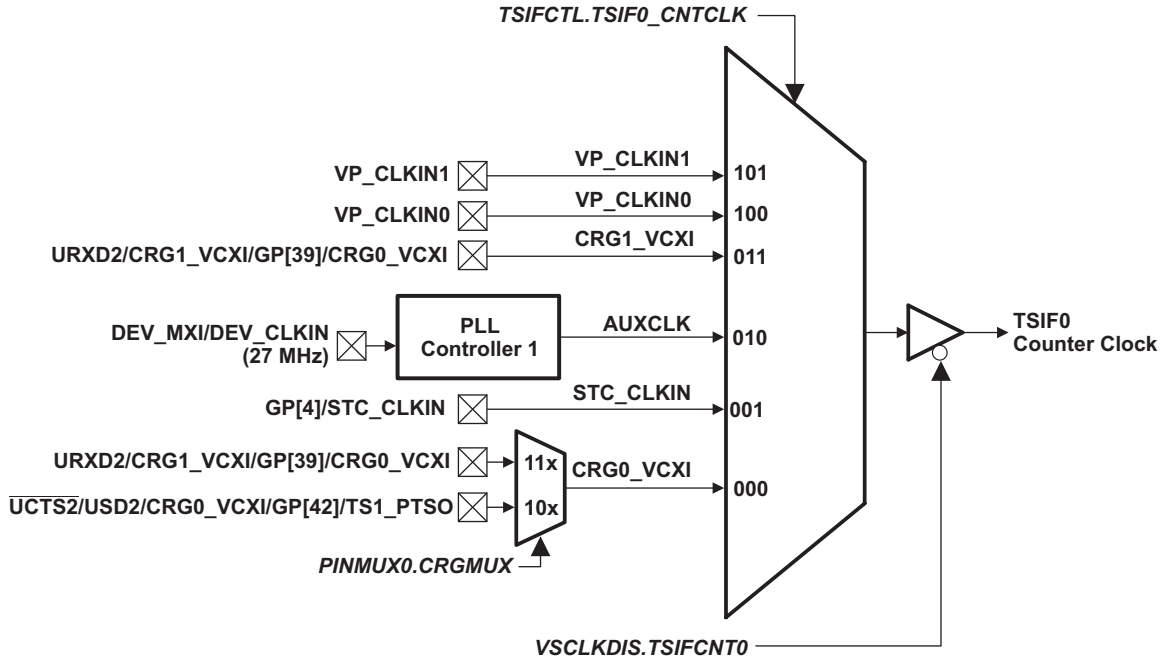 TSIFCTL.TSIF0_CNTCLK
VP_CLKIN1 VP_CLKIN1 101
VP_CLKIN0 VP_CLKIN0 100
URXD2/CRG1_VCXI/GP[39]/CRG0_VCXI CRG1_VCXI 011
DEV_MXI/DEV_CLKIN
(27 MHz)
PLL
Controller 1
AUXCLK 010
TSIF0
Counter Clock
GP[4]/STC_CLKIN STC_CLKIN 001
URXD2/CRG1_VCXI/GP[39]/CRG0_VCXI 11x
CRG0_VCXI 000
UCTS2/USD2/CRG0_VCXI/GP[42]/TS1_PTSO 10x
PINMUX0.CRGMUX
VSCLKDIS.TSIFCNT0